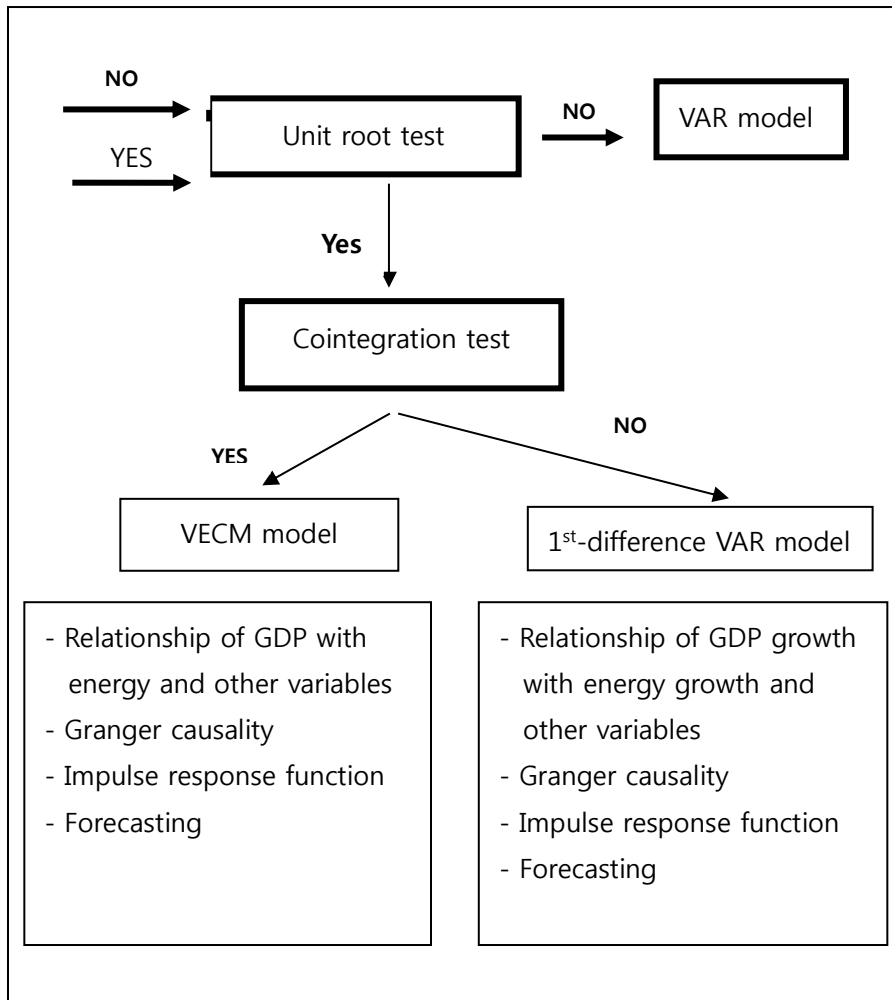 NO
Unit root test
NO
VAR model
YES
Yes
Cointegration test
YES
NO
VECM model
1st-difference VAR model
- Relationship of GDP with
energy and other variables
- Granger causality
- Impulse response function
- Forecasting
- Relationship of GDP growth
with energy growth and
other variables
- Granger causality
- Impulse response function
- Forecasting